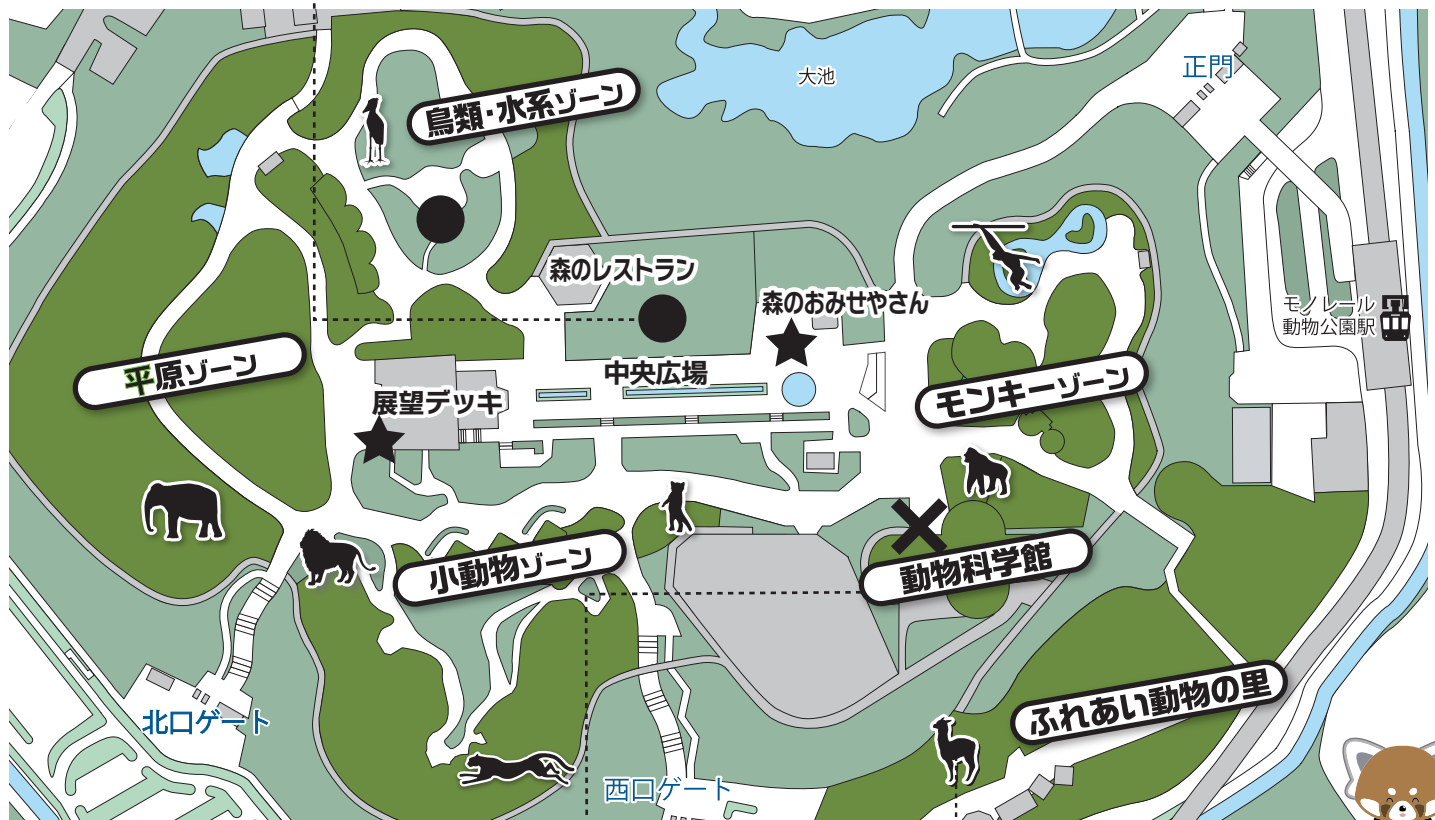 正門
大池
鳥類・水系ゾーン
森のレストラン
森のおみせやさん
モノレール
動物公園駅
平原ゾーン
中央広場
展望デッキ
モンキーゾーン
小動物ゾーン
動物科学館
ふれあい動物の里
北口ゲート
西口ゲート